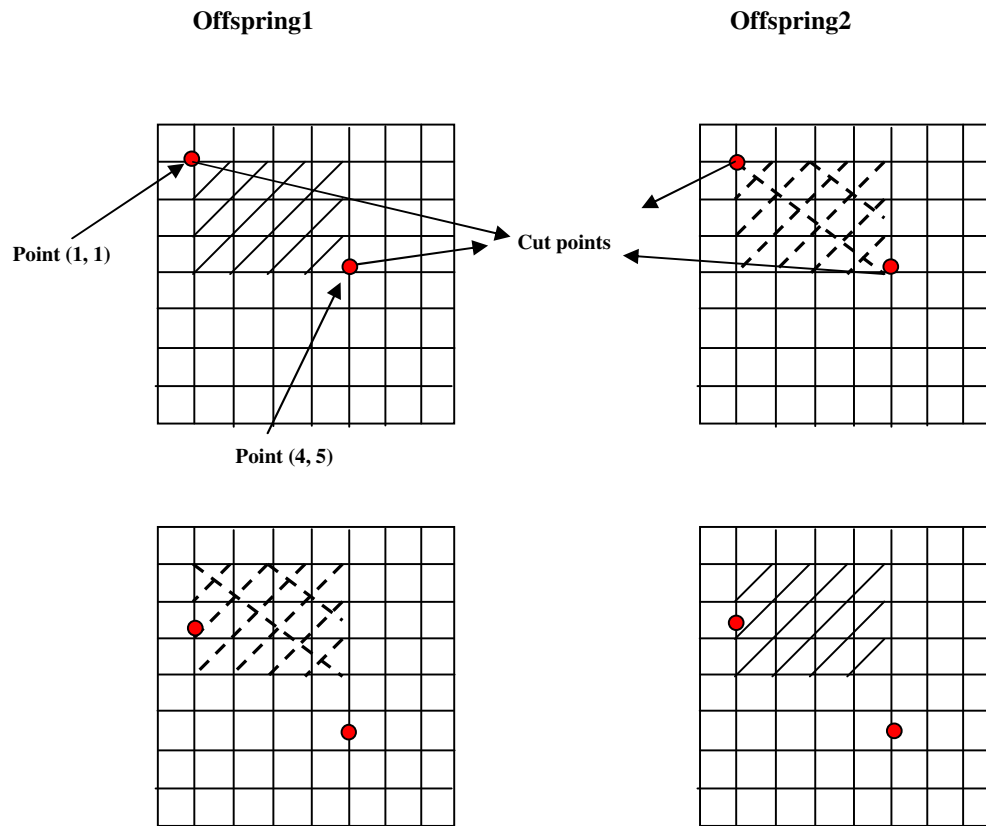 Offspring1
Offspring2
Point (1, 1)
Cut points
Point (4, 5)